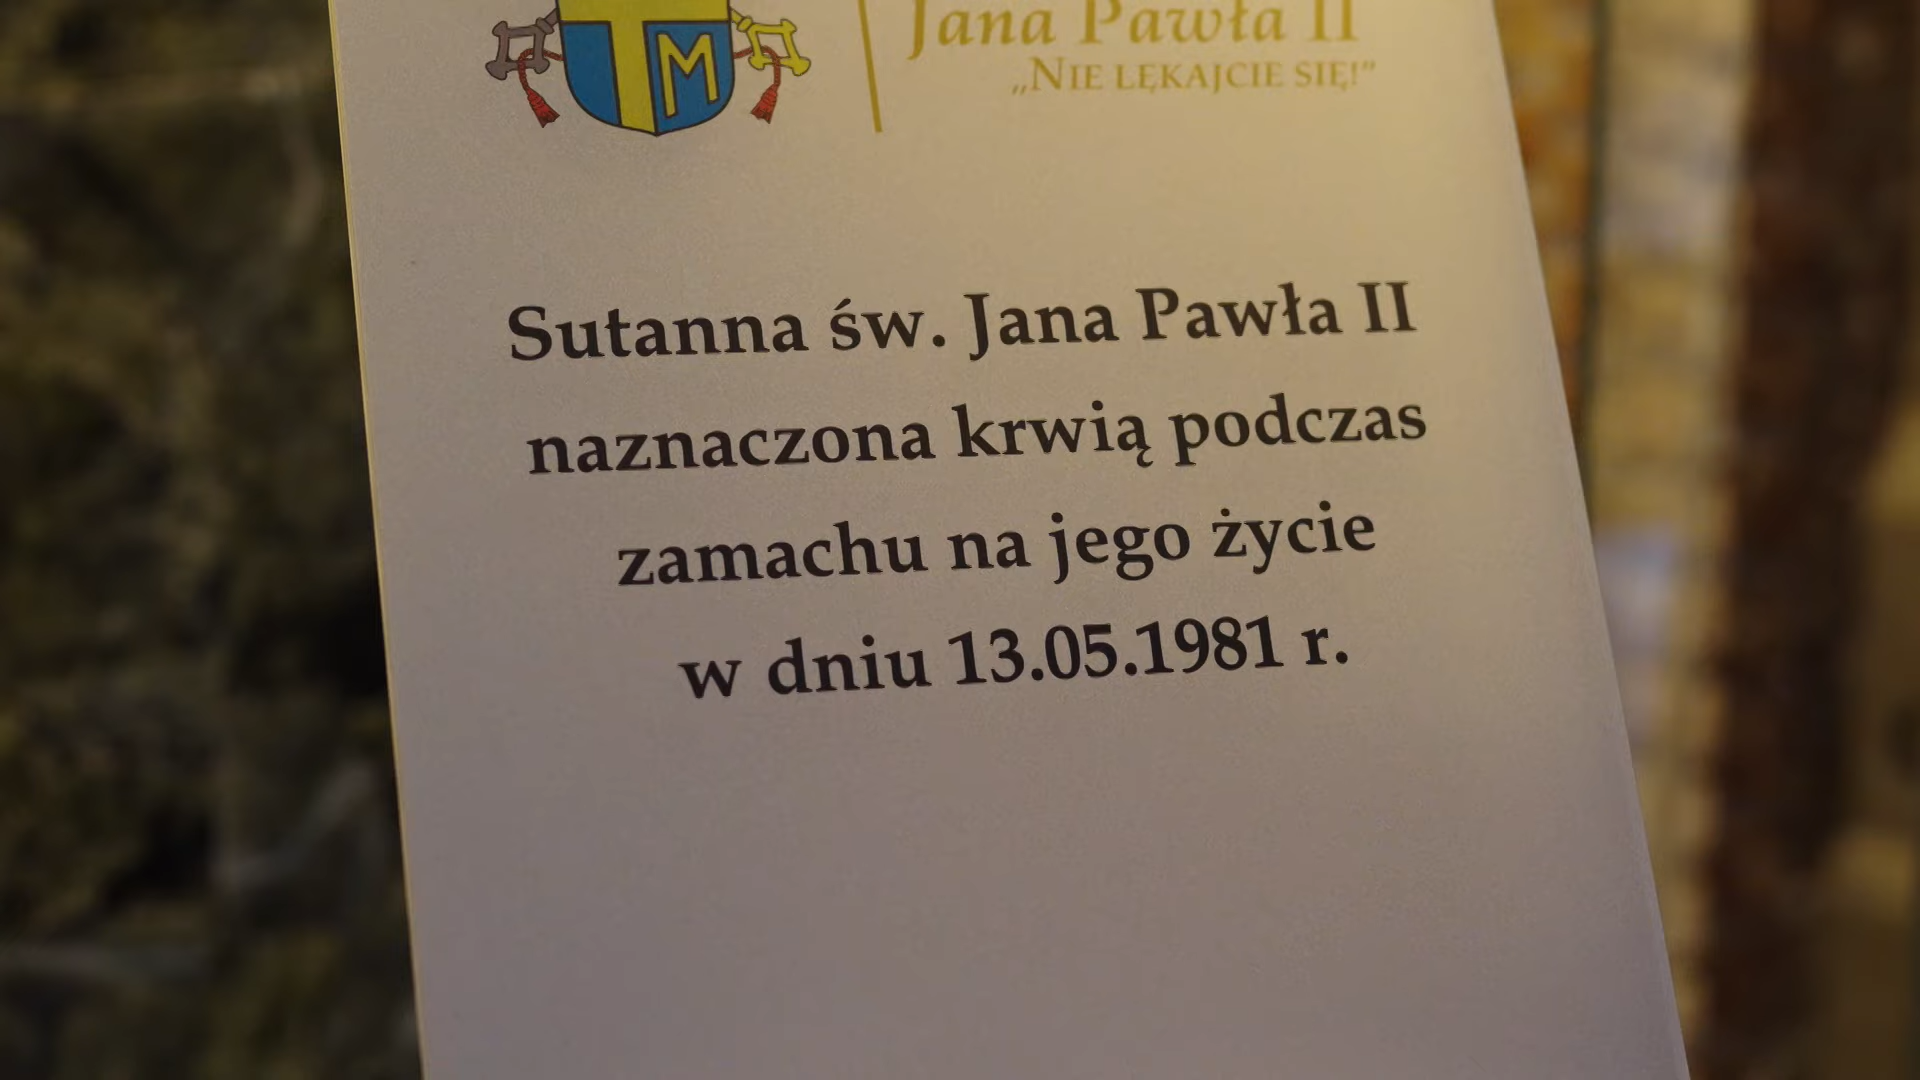 Jana Pawła II
„NIE LĘKAJCIE SIĘ!”
M
Sutanna św. Jana Pawła II
naznaczona krwią podczas
zamachu na jego życie
w dniu 13.05.1981 r.